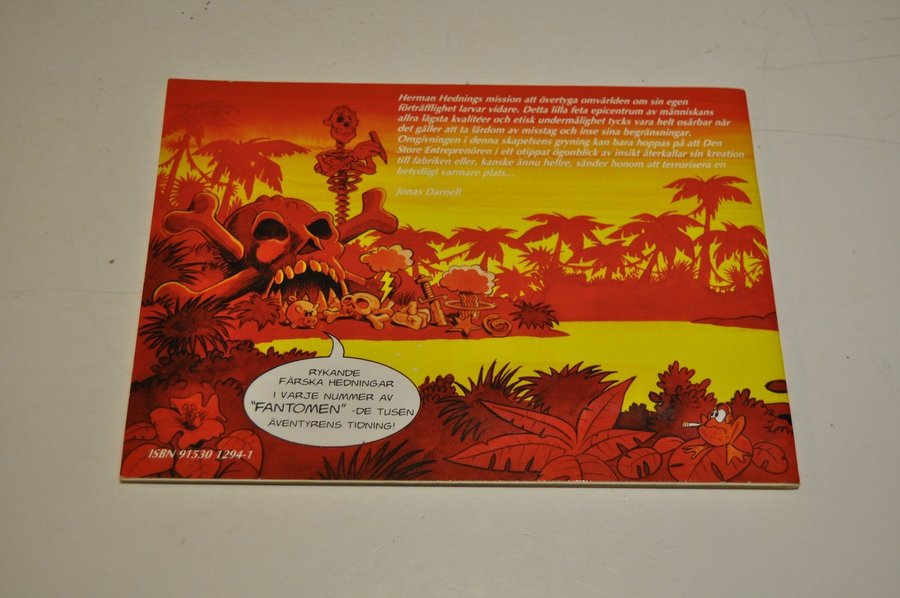 Herman Hednings mission att övertyga omvärlden om sin egen
förträfflighet larvar vidare. Detta lilla feta epicentrum av människans
allra lägsta kvalitéer och etisk undermålighet tycks vara helt osårbar när
det gäller att ta lärdom av misstag och inse sina begränsningar.
Omgivningen i denna skapelsens gryning kan bara hoppas på att Den
Store Entreprenören i ett otippat ögonblick av insikt återkallar sin kreation
till fabriken eller, kanske ännu hellre, sänder honom att terrorisera en
betydligt varmare plats...
Jonas Darnell
RYKANDE
FÄRSKA HEDNINGAR
I VARJE NUMMER AV
"FANTOMEN" -DE TUSEN
ÄVENTYRENS TIDNING!
ISBN 91530 1294-1